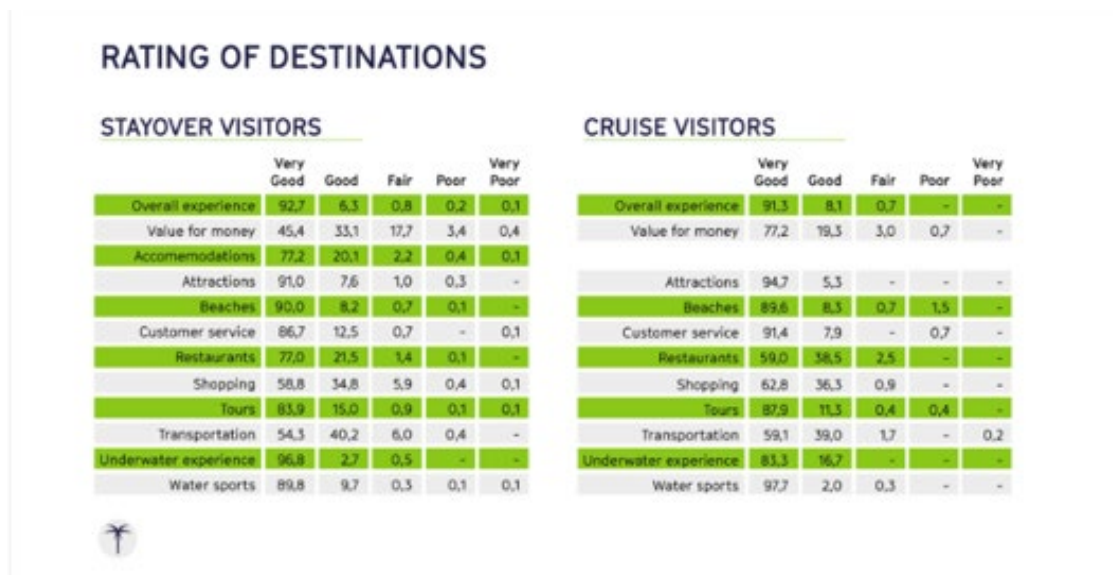 RATING OF DESTINATIONS
STAYOVER VISITORS
Very Good Good Fair Poor Very Poor
Overall experience 92,7 6,3 0,8 0,2 0,1
Value for money 45,4 33,1 17,7 3,4 0,4
Accomemodations 77,2 20,1 2,2 0,4 0,1
Attractions 91,0 7,6 1,0 0,3 -
Beaches 90,0 8,2 0,7 0,1 -
Customer service 86,7 12,5 0,7 - 0,1
Restaurants 77,0 21,5 1,4 0,1 -
Shopping 58,8 34,8 5,9 0,4 0,1
Tours 83,9 15,0 0,9 0,1 0,1
Transportation 54,3 40,2 6,0 0,4 -
Underwater experience 96,8 2,7 0,5 - -
Water sports 89,8 9,7 0,3 0,1 0,1
CRUISE VISITORS
Very Good Good Fair Poor Very Poor
Overall experience 91,3 8,1 0,7 - -
Value for money 77,2 19,3 3,0 0,7 -
Attractions 94,7 5,3 - - -
Beaches 89,6 8,3 0,7 1,5 -
Customer service 91,4 7,9 - 0,7 -
Restaurants 59,0 38,5 2,5 - -
Shopping 62,8 36,3 0,9 - -
Tours 87,9 11,3 0,4 0,4 -
Transportation 59,1 39,0 1,7 - 0,2
Underwater experience 83,3 16,7 - - -
Water sports 97,7 2,0 0,3 - -